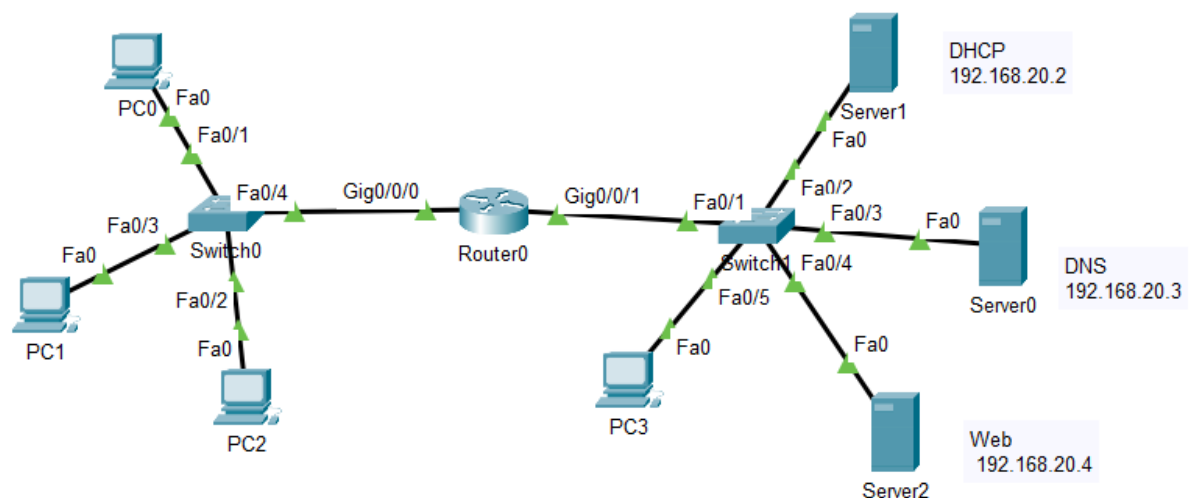 DHCP
192.168.20.2
Server1
Fa0
Fa0/2
PC0
Fa0
Fa0/1
Fa0/4
Gig0/0/0
Router0
Gig0/0/1
Fa0/1
Fa0/3
Fa0
DNS
192.168.20.3
Server0
Fa0/3
Fa0
PC1
Switch0
Fa0/2
Fa0
PC2
Switch1
Fa0/4
Fa0/5
Fa0
PC3
Fa0
Web
192.168.20.4
Server2